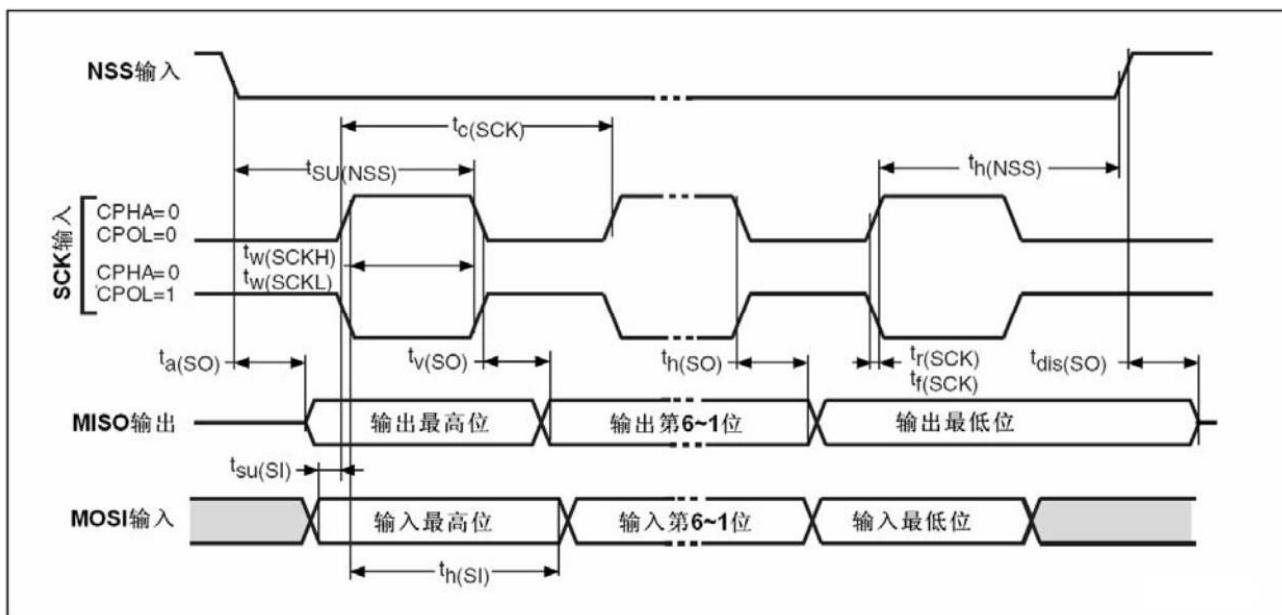 NSS输入
tc(SCK)
tSU(NSS)
th(NSS)
SCK输入
CPHA=0
CPOL=0
tw(SCKH)
tw(SCKL)
CPHA=0
CPOL=1
ta(SO)
tv(SO)
th(SO)
tr(SCK)
tf(SCK)
tdis(SO)
MISO输出
输出最高位
输出第6~1位
输出最低位
tsu(SI)
MOSI输入
输入最高位
输入第6~1位
输入最低位
th(SI)